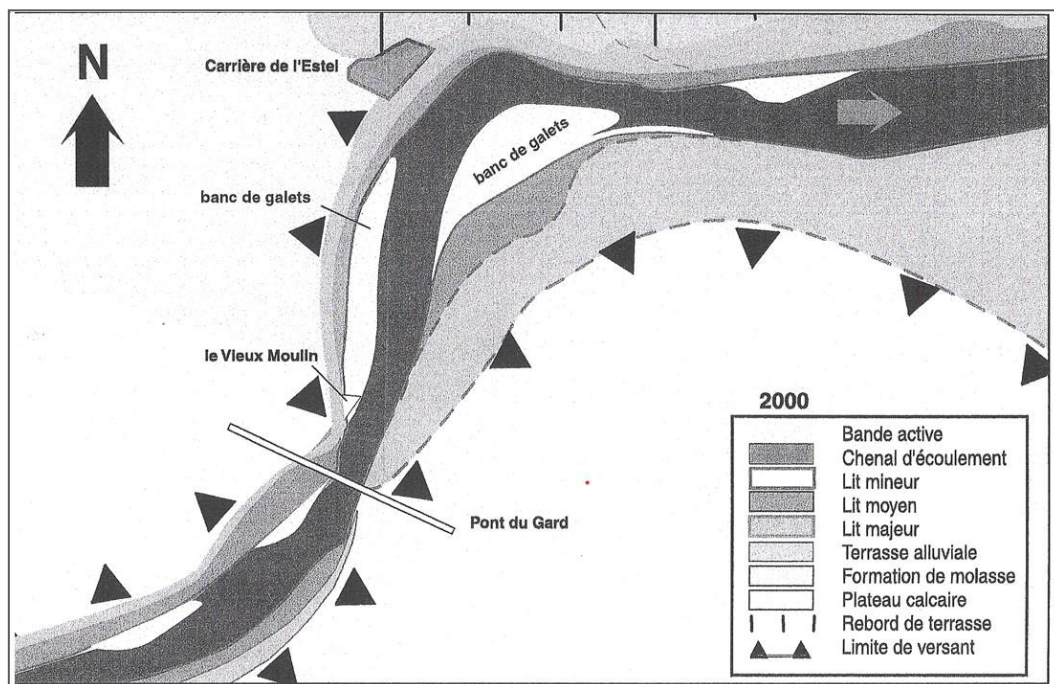 Carrière de l'Estel
N
banc de galets
banc de galets
le Vieux Moulin
Pont du Gard
2000
Bande active
Chenal d'écoulement
Lit mineur
Lit moyen
Lit majeur
Terrasse alluviale
Formation de molasse
Plateau calcaire
Rebord de terrasse
Limite de versant